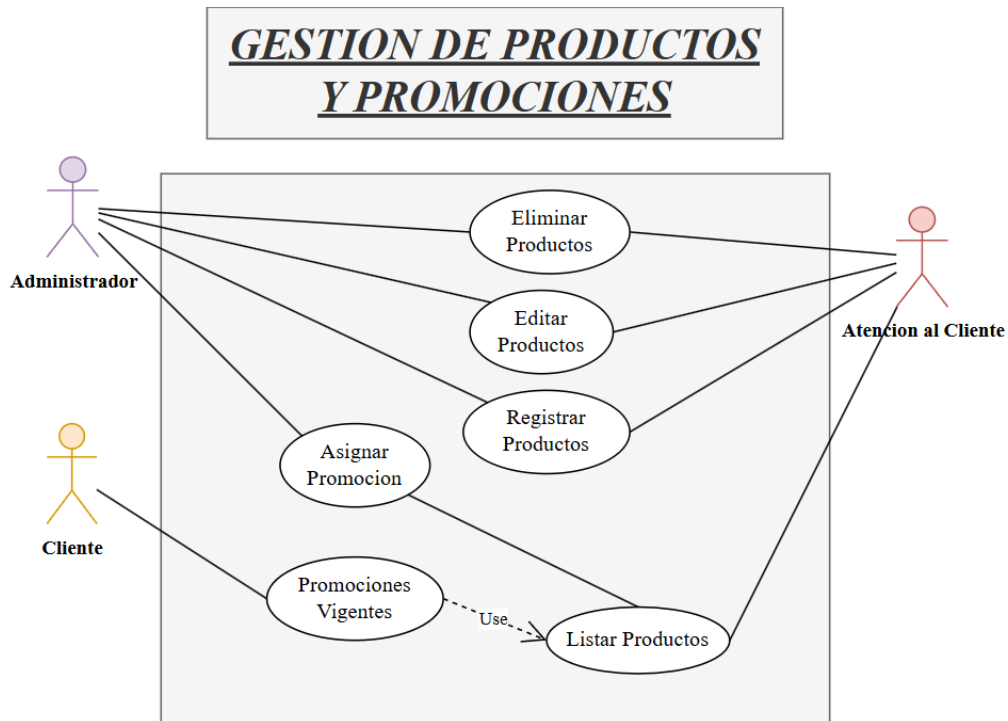 GESTION DE PRODUCTOS
Y PROMOCIONES
Eliminar
Productos
Administrador
Editar
Productos
Atencion al Cliente
Registrar
Productos
Asignar
Promocion
Cliente
Promociones
Vigentes
Use
Listar Productos